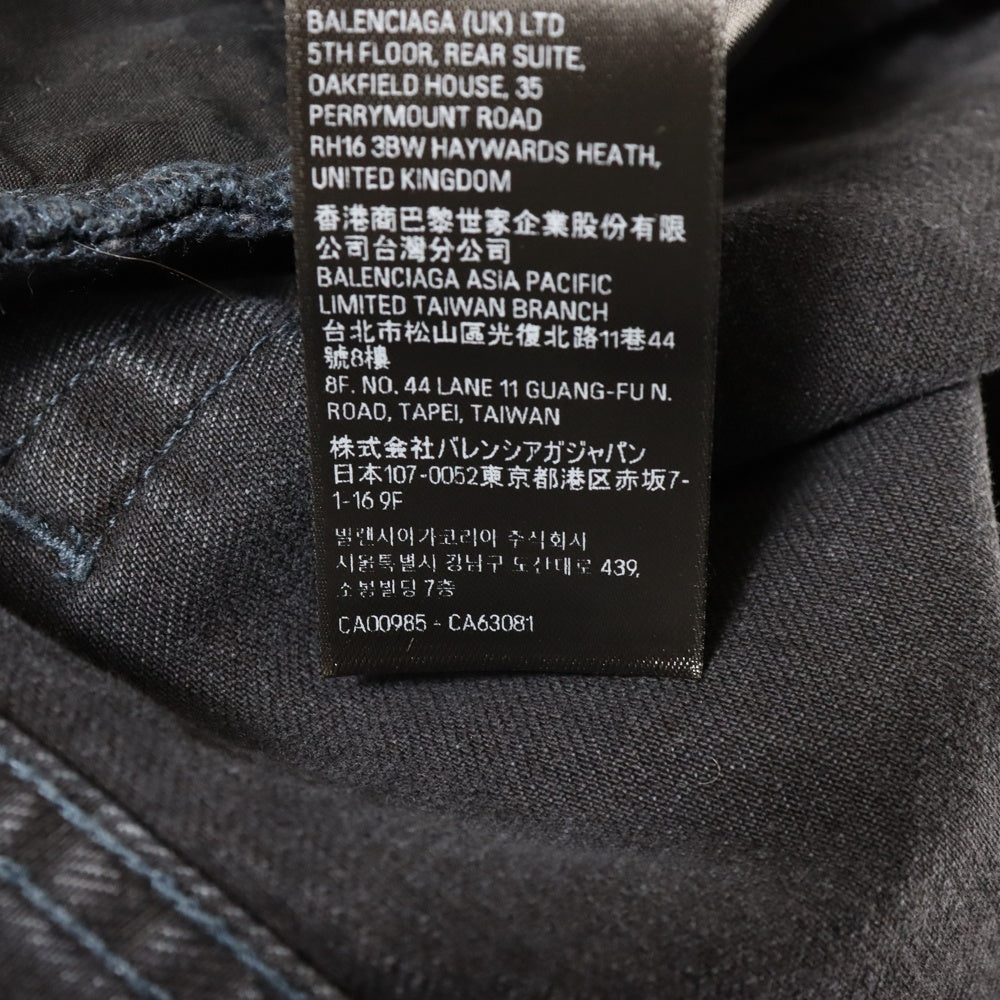 BALENCIAGA (UK) LTD
5TH FLOOR, REAR SUITE,
OAKFIELD HOUSE, 35
PERRYMOUNT ROAD
RH16 3BW HAYWARDS HEATH,
UNITED KINGDOM
香港商巴黎世家企業股份有限
公司台灣分公司
BALENCIAGA ASIA PACIFIC
LIMITED TAIWAN BRANCH
台北市松山區光復北路11巷44
號8樓
8F. NO. 44 LANE 11 GUANG-FU N.
ROAD, TAPEI, TAIWAN
株式会社バレンシアガジャパン
日本107-0052東京都港区赤坂7-
1-16 9F
발렌시아가코리아 주식회사
서울특별시 강남구 도산대로 439,
소봉빌딩 7층
CA00985 - CA63081